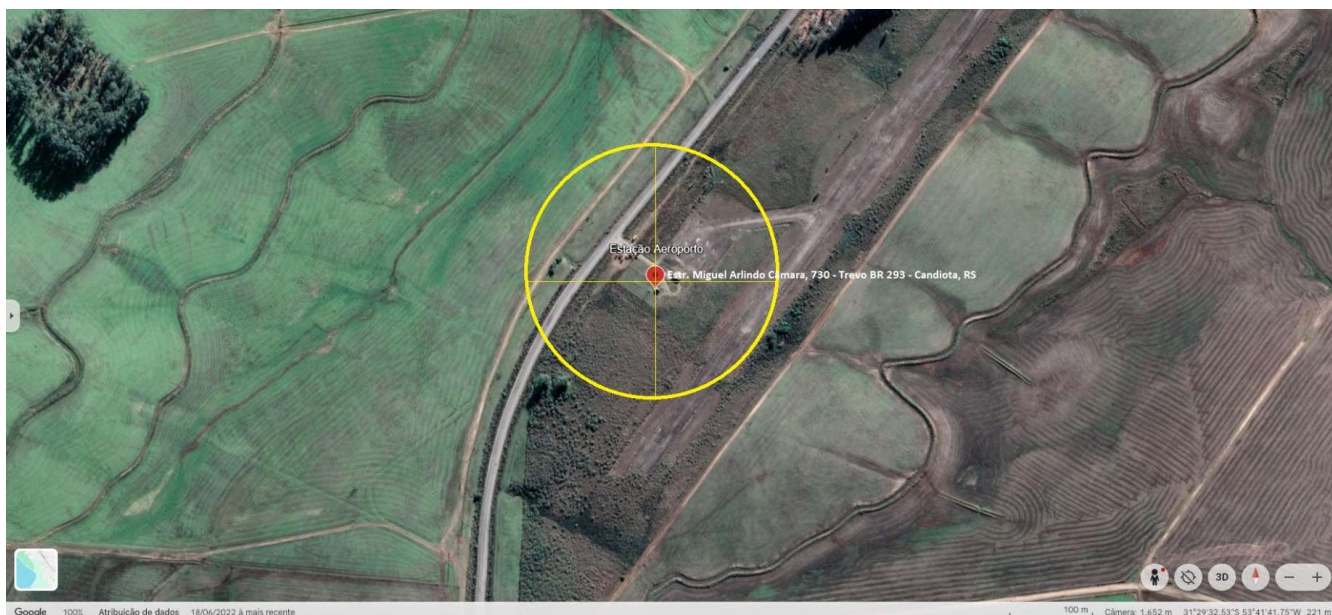 Estação Aeroporto
Estr. Miguel Arlindo Câmara, 730 - Trevo BR 293 - Candiota, RS
3D
Google 100% Atribuição de dados 18/06/2022 à mais recente 100 m Câmera: 1.652 m 31°29'32.53"S 53°41'41.75"W 221 m